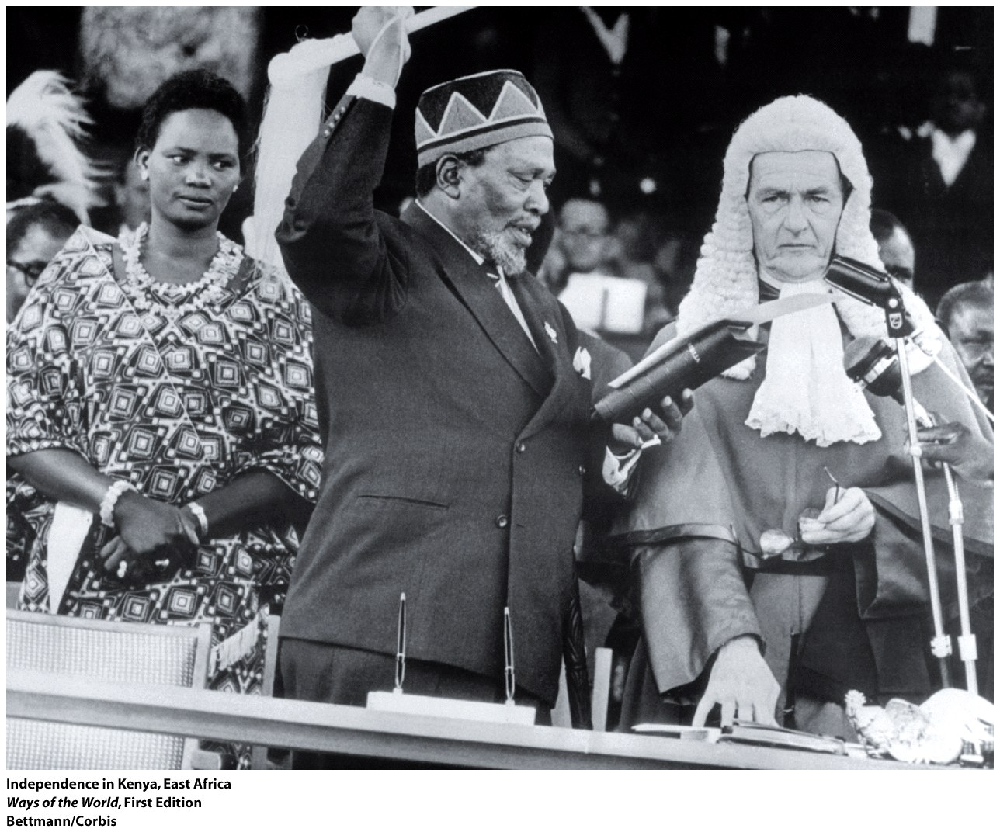 Independence in Kenya, East Africa
Ways of the World, First Edition
Bettmann/Corbis